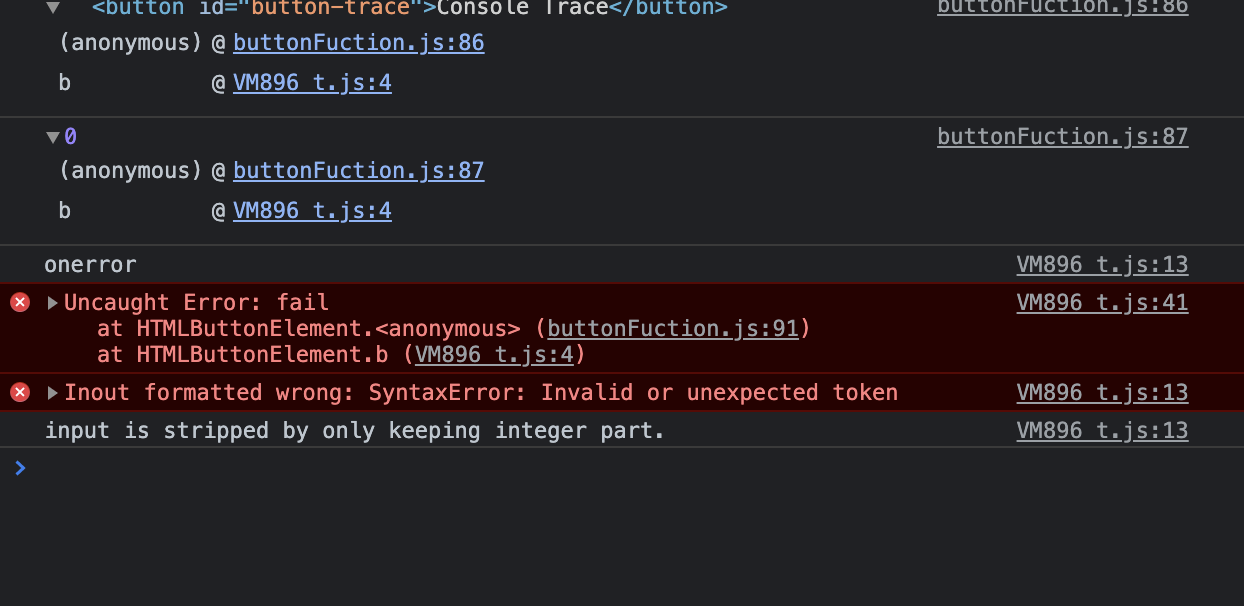 ▼ <button id="button-trace">Console Trace</button> buttonFuction.js:86
(anonymous) @ buttonFuction.js:86
b @ VM896 t.js:4
▼0 buttonFuction.js:87
(anonymous) @ buttonFuction.js:87
b @ VM896 t.js:4
onerror VM896 t.js:13
▶Uncaught Error: fail VM896 t.js:41
at HTMLButtonElement.<anonymous> (buttonFuction.js:91)
at HTMLButtonElement.b (VM896 t.js:4)
▶Inout formatted wrong: SyntaxError: Invalid or unexpected token VM896 t.js:13
input is stripped by only keeping integer part. VM896 t.js:13